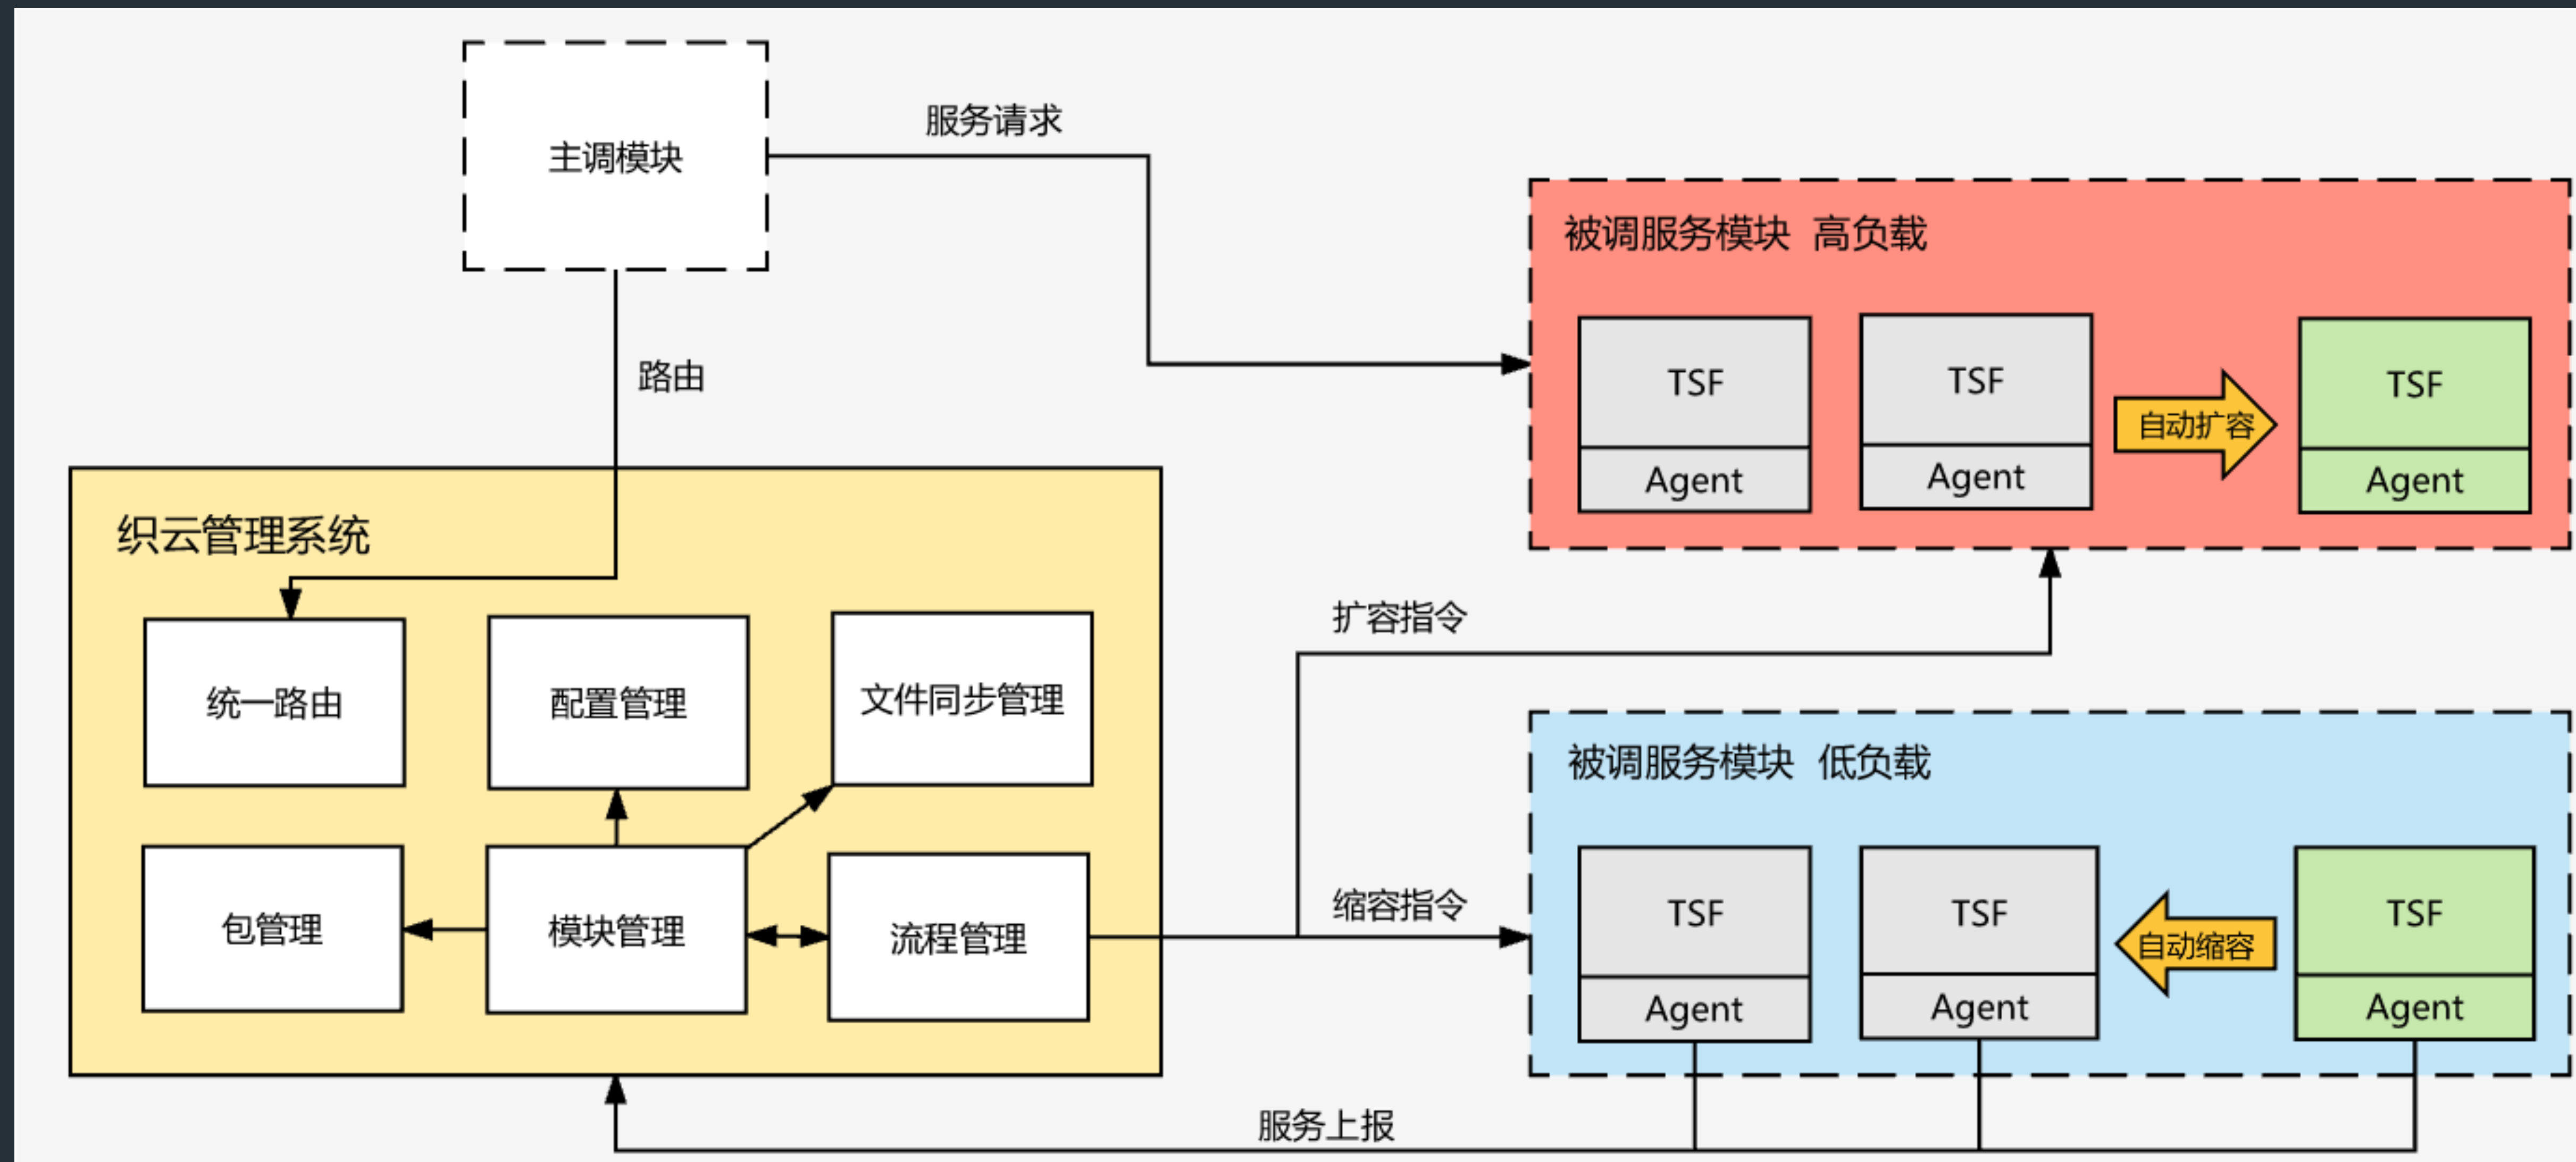 主调模块
服务请求
路由
被调服务模块 高负载
TSF
TSF
TSF
自动扩容
Agent
Agent
Agent
织云管理系统
统一路由
配置管理
文件同步管理
包管理
模块管理
流程管理
扩容指令
缩容指令
被调服务模块 低负载
TSF
TSF
TSF
自动缩容
Agent
Agent
Agent
服务上报